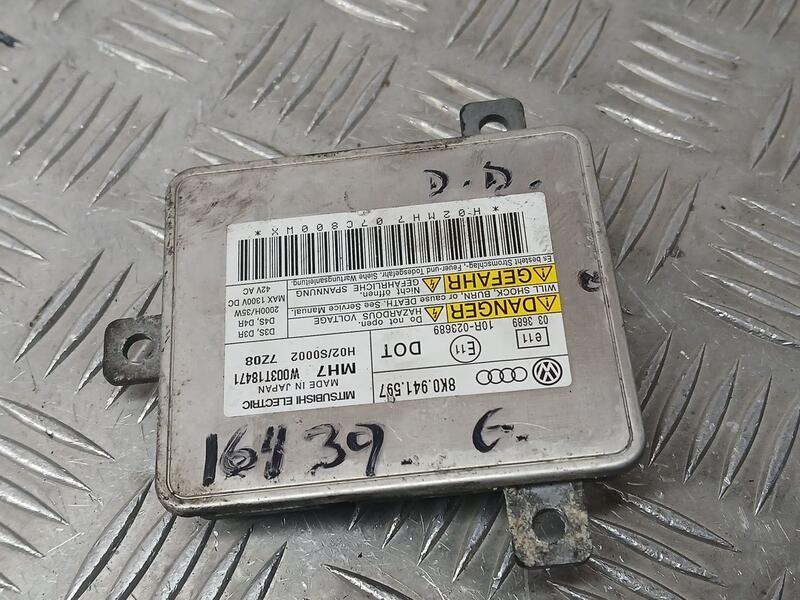 D.D.
16439. G.
8K0.941.597
MITSUBISHI ELECTRIC
MADE IN JAPAN
MH7 W003T18471
H02/S0002 7Z08
DOT
E11
e11
03 3689
10R-023689
D3S, D3R
D4S, D4R
2000H/35W
MAX 1300V DC
42V AC
DANGER
HAZARDOUS VOLTAGE
Do not open.
WILL SHOCK, BURN, or cause DEATH. See Service Manual.
GEFAHR
GEFÄHRLICHE SPANNUNG
Nicht öffnen.
Es besteht Stromschlag-, Feuer-und Todesgefahr. Siehe Wartungsanleitung.
*H02MH707C800WX*